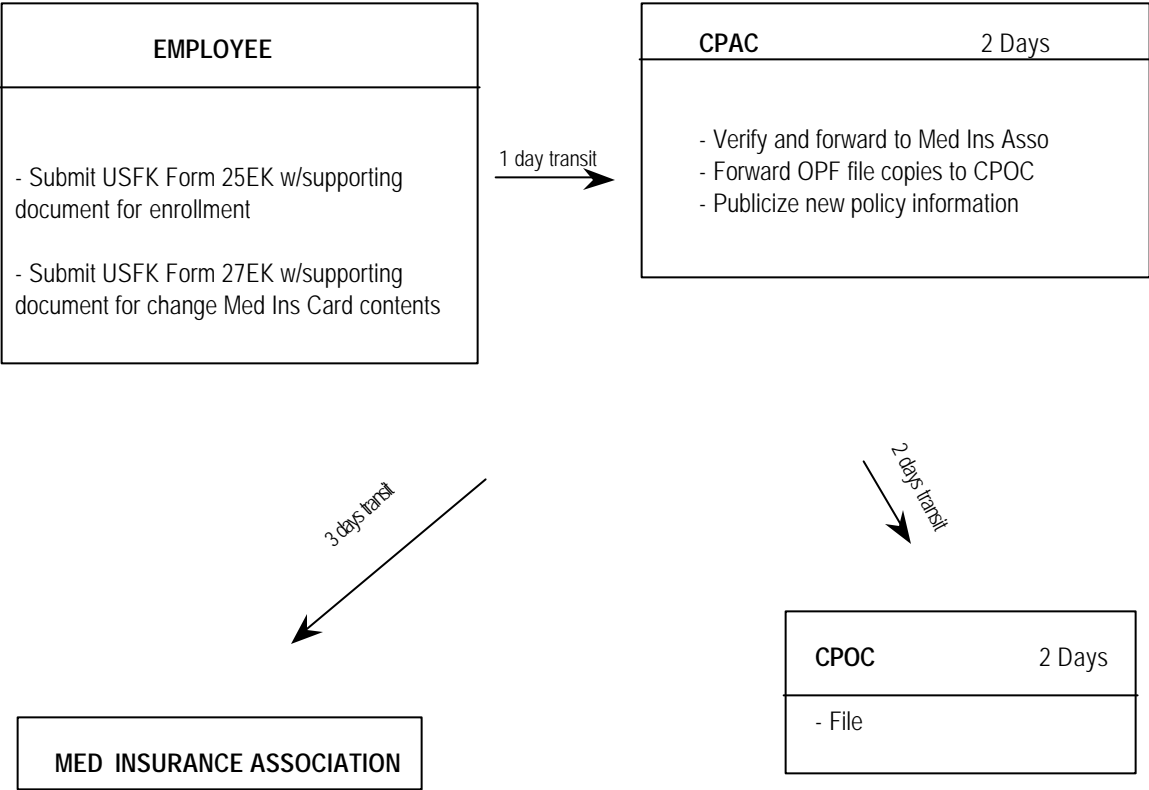 EMPLOYEE
- Submit USFK Form 25EK w/supporting
document for enrollment
- Submit USFK Form 27EK w/supporting
document for change Med Ins Card contents
1 day transit
CPAC 2 Days
- Verify and forward to Med Ins Asso
- Forward OPF file copies to CPOC
- Publicize new policy information
3 days transit
2 days transit
MED INSURANCE ASSOCIATION
CPOC 2 Days
- File